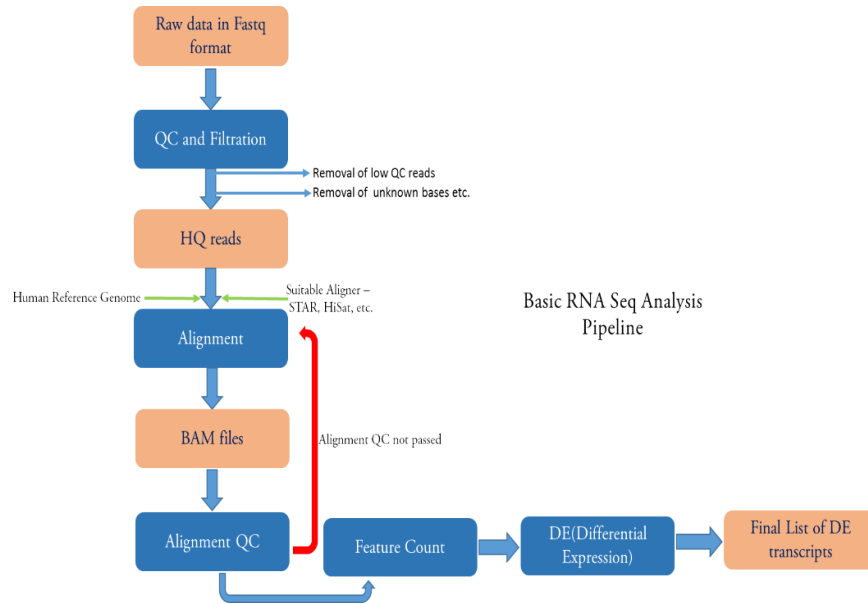 Raw data in Fastq
format
QC and Filtration
Removal of low QC reads
Removal of unknown bases etc.
HQ reads
Human Reference Genome
Suitable Aligner –
STAR, HiSat, etc.
Basic RNA Seq Analysis
Pipeline
Alignment
BAM files
Alignment QC not passed
Alignment QC
Feature Count
DE(Differential
Expression)
Final List of DE
transcripts